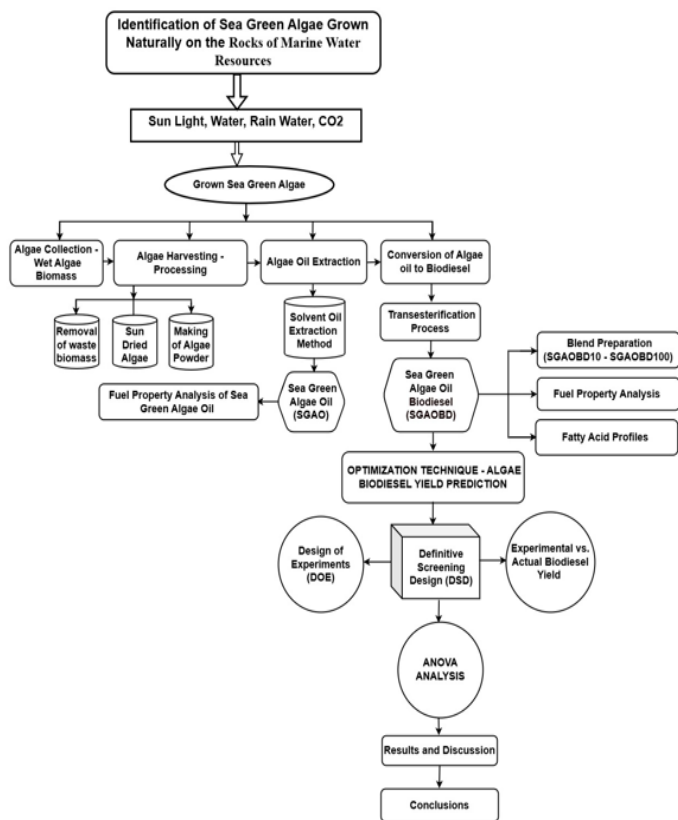 Identification of Sea Green Algae Grown
Naturally on the Rocks of Marine Water
Resources
Sun Light, Water, Rain Water, CO2
Grown Sea Green Algae
Algae Collection -
Wet Algae
Biomass
Algae Harvesting -
Processing
Algae Oil Extraction
Conversion of Algae
oil to Biodiesel
Removal
of waste
biomass
Sun
Dried
Algae
Making
of Algae
Powder
Solvent Oil
Extraction
Method
Transesterification
Process
Fuel Property Analysis of Sea
Green Algae Oil
Sea Green
Algae Oil
(SGAO)
Sea Green
Algae Oil
Biodiesel
(SGAOBD)
Blend Preparation
(SGAOBD10 - SGAOBD100)
Fuel Property Analysis
Fatty Acid Profiles
OPTIMIZATION TECHNIQUE - ALGAE
BIODIESEL YIELD PREDICTION
Design of
Experiments
(DOE)
Definitive
Screening
Design (DSD)
Experimental vs.
Actual Biodiesel
Yield
ANOVA
ANALYSIS
Results and Discussion
Conclusions